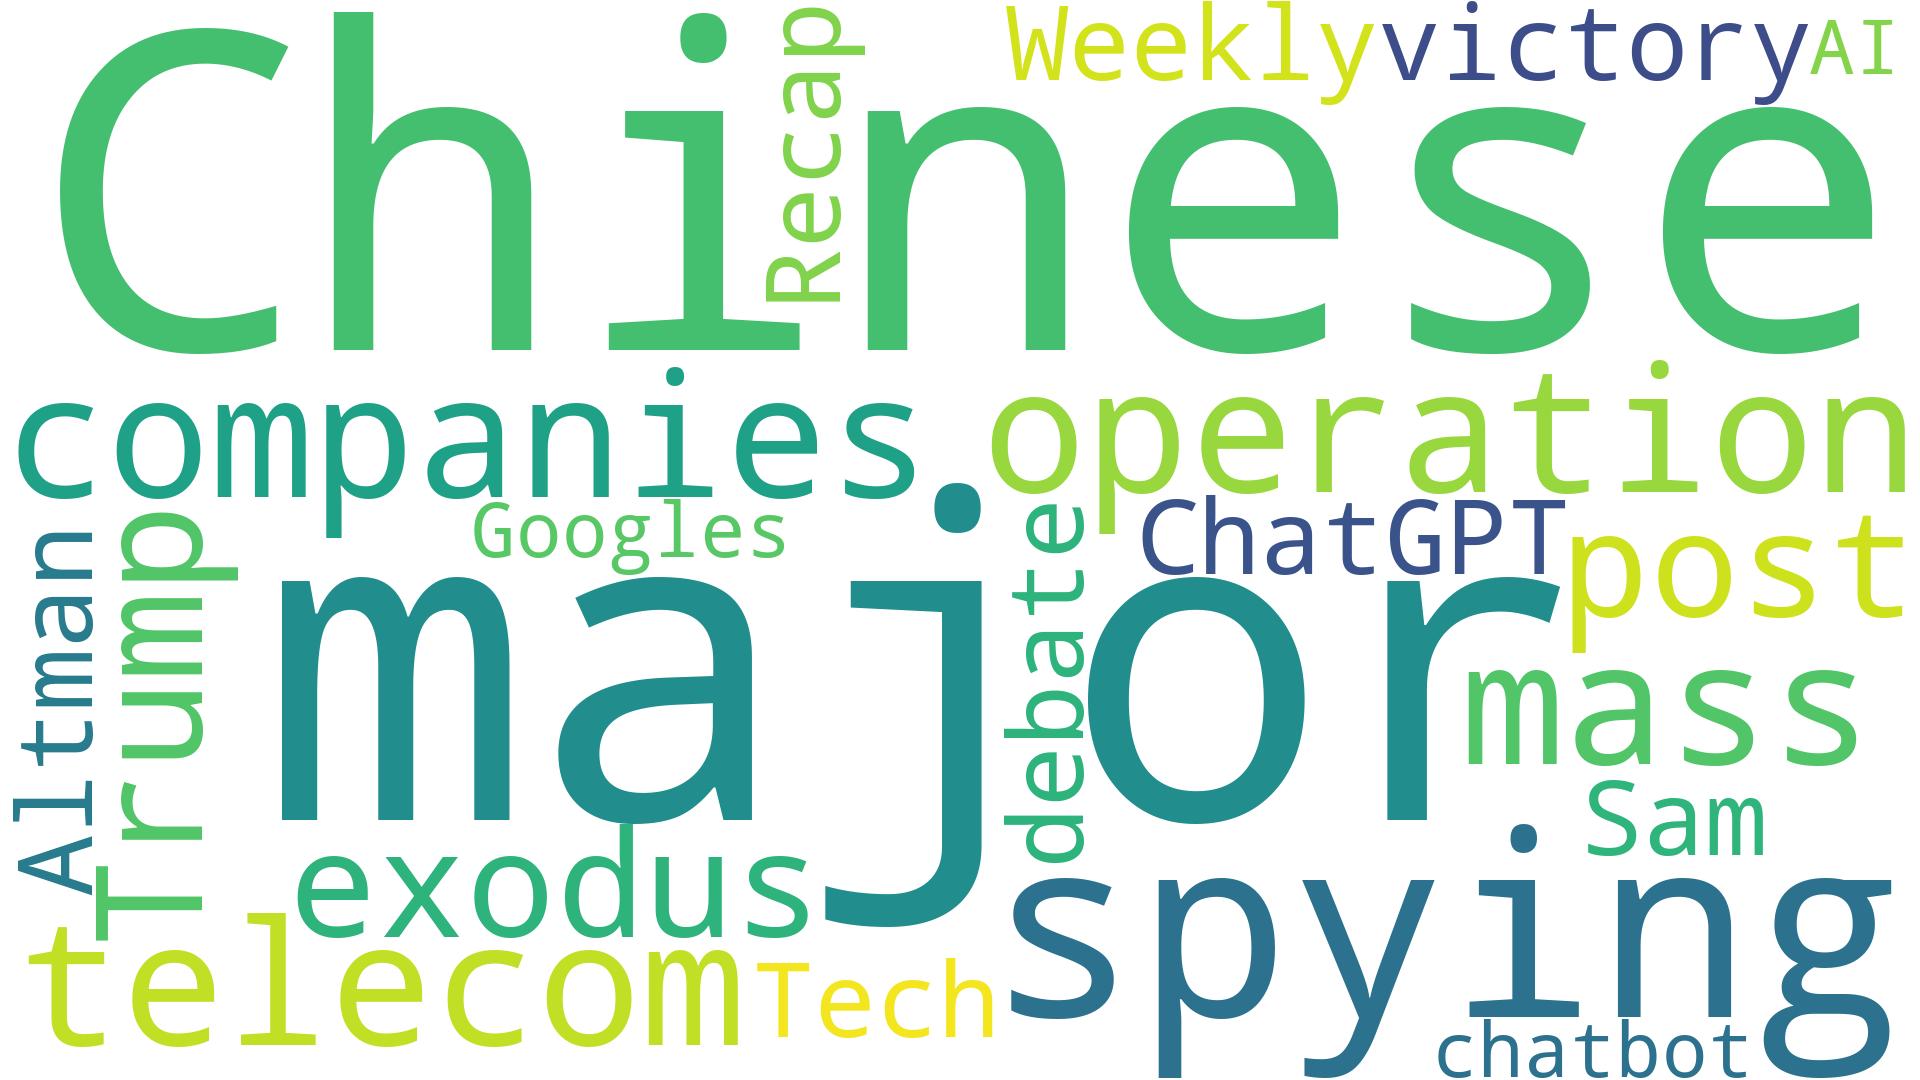 Chinese
Recap
Weekly
victory
AI
companies
operation
Googles
ChatGPT
post
Altman
Trump
major
debate
mass
Sam
exodus
spying
telecom
Tech
chatbot